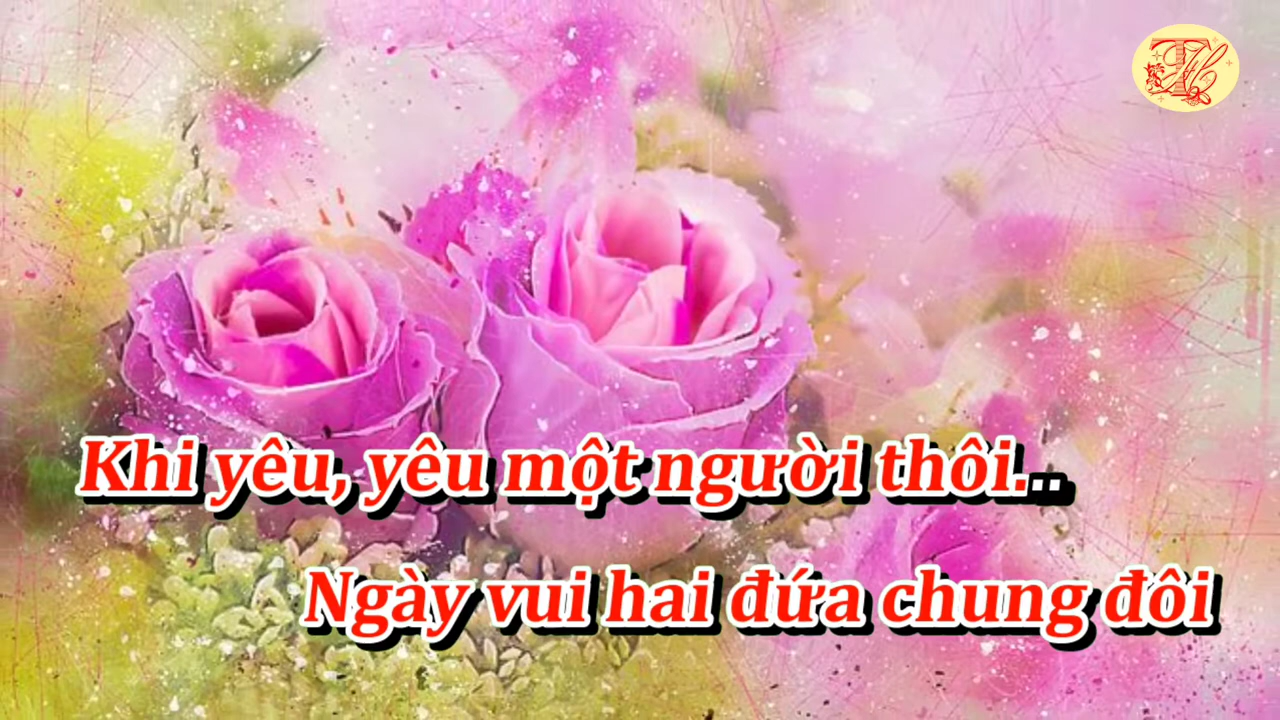 Khi yêu, yêu một người thôi...
Ngày vui hai đứa chung đôi